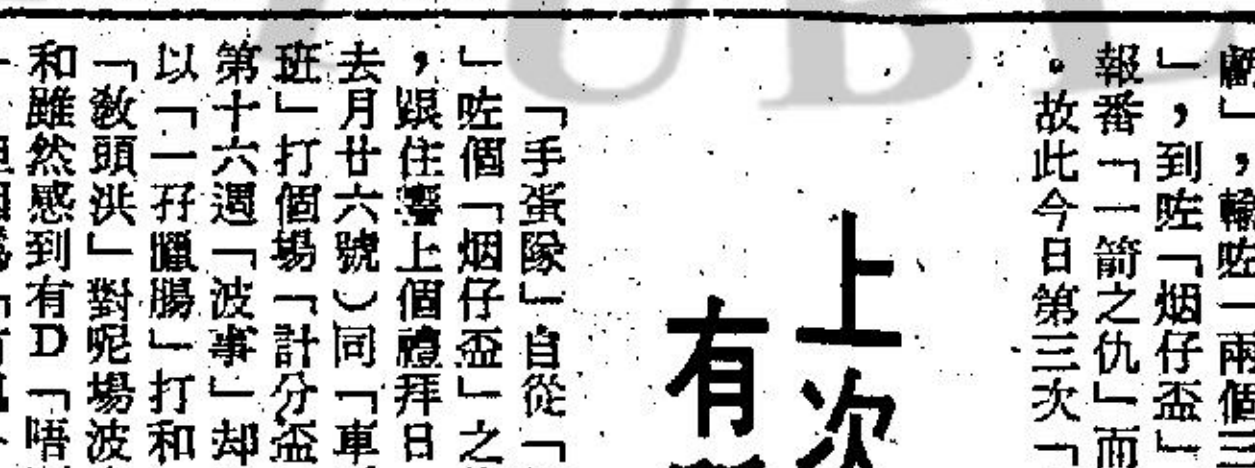 」,輸咗一兩個三
」,到咗「烟仔盃」
報番「一箭之仇」而
。故此今日第三次「
上次
有
「手蛋隊」自從「
」咗個「烟仔盃」之
,跟住響上個禮拜日
去月廿六號)同「車
班」打個場「計分盃
第十六週「波事」却
以「一孖臘腸」打和
「教頭洪」對呢場波
和雖然感到有D「唔